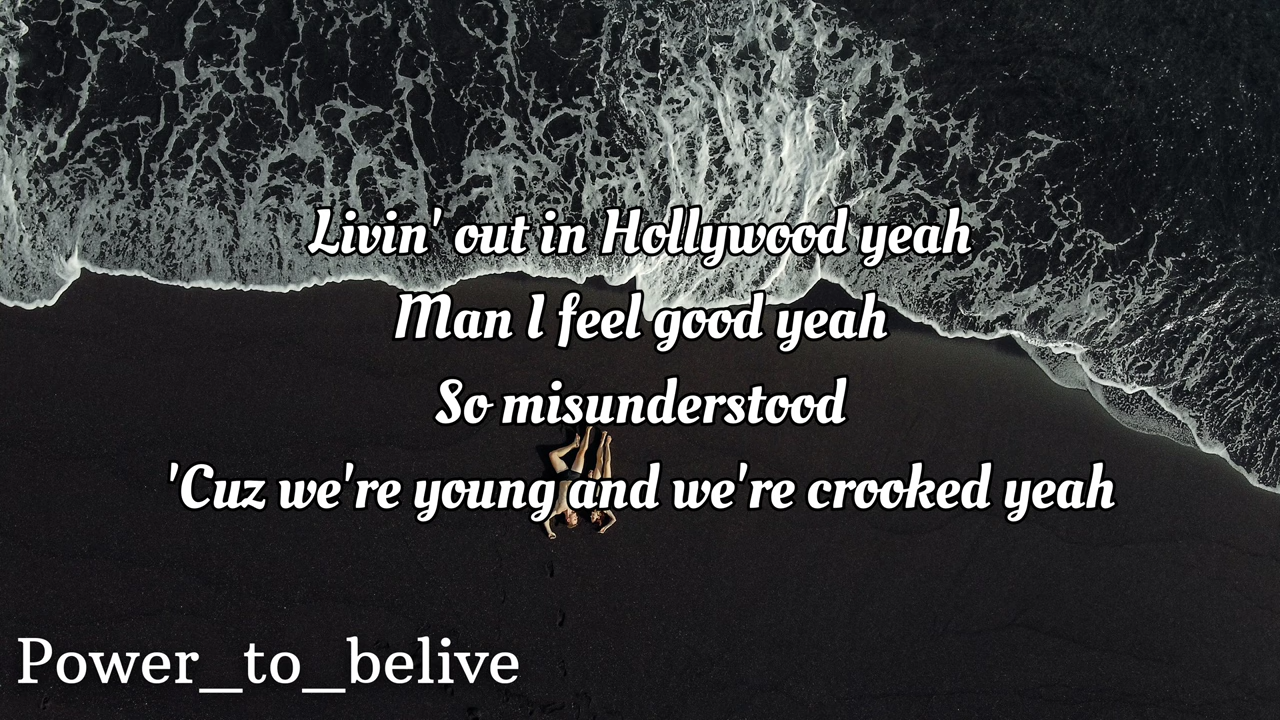 Livin' out in Hollywood yeah
Man I feel good yeah
So misunderstood
'Cuz we're young and we're crooked yeah
Power_to_belive